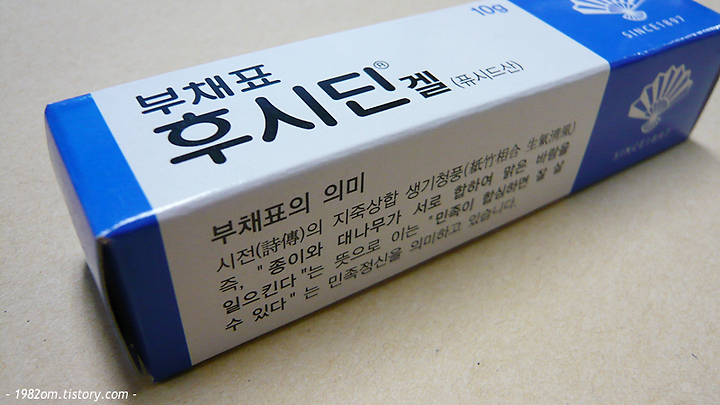 10g
SINCE1897
부채표
후시딘® 겔 (퓨시드산)
SINCE1897
부채표의 의미
시전(詩傳)의 지죽상합 생기청풍(紙竹相合 生氣淸風)
즉, "종이와 대나무가 서로 합하여 맑은 바람을
일으킨다"는 뜻으로 이는 "민족이 합심하면 잘 살
수 있다" 는 민족정신을 의미하고 있습니다.
- 1982om.tistory.com -